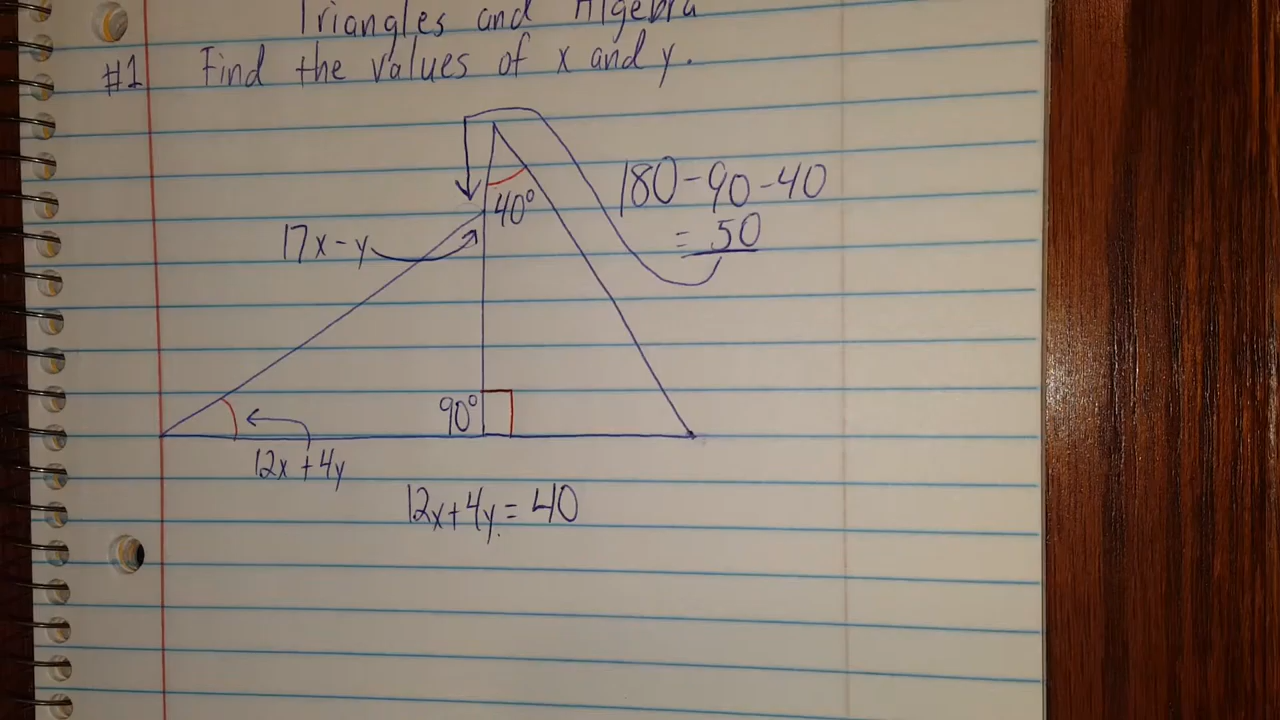 Triangles and Algebra
#1 Find the values of x and y.
180-90-40
= 50
40°
17x-y
90°
12x+4y
12x+4y = 40